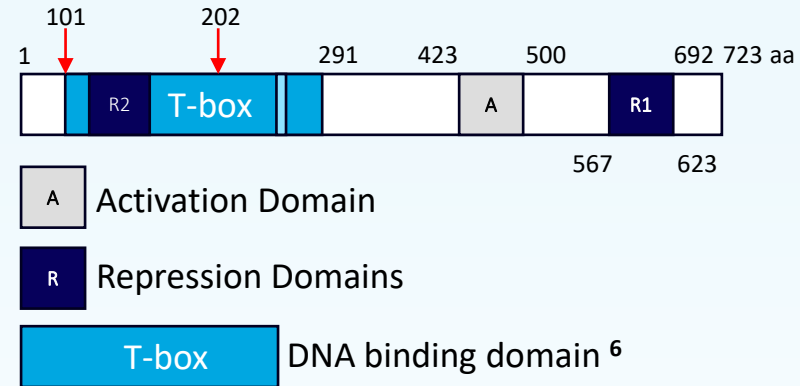 101 202
1 291 423 500 692 723 aa
R2 T-box A R1
567 623
A Activation Domain
R Repression Domains
T-box DNA binding domain 6